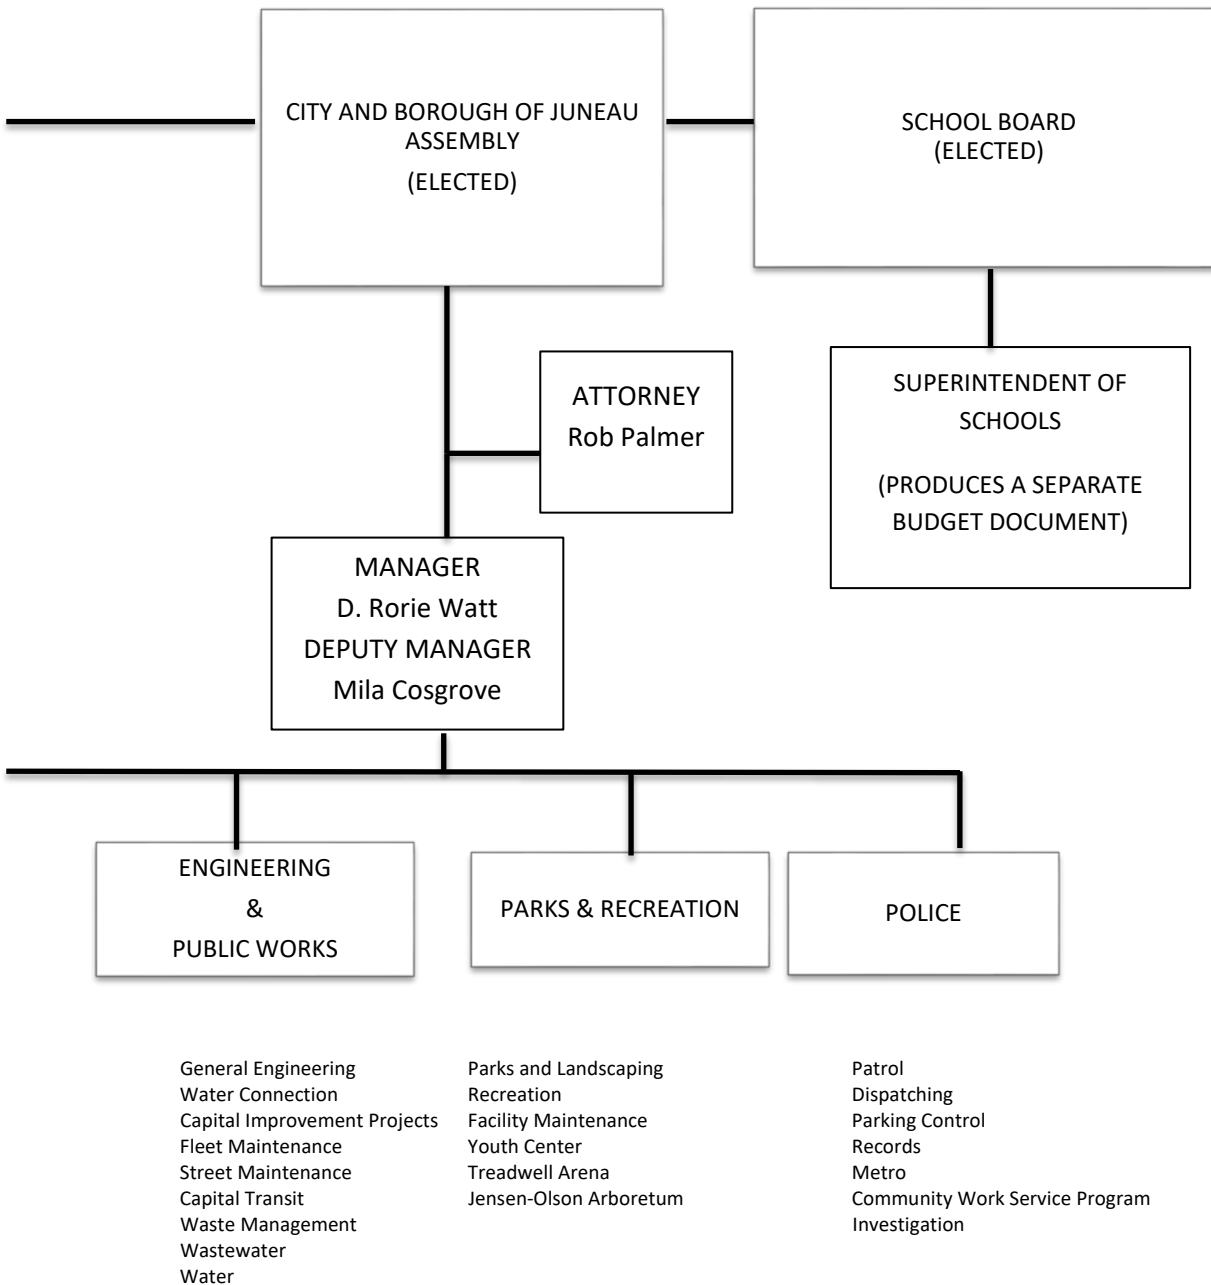 CITY AND BOROUGH OF JUNEAU
ASSEMBLY
(ELECTED)
SCHOOL BOARD
(ELECTED)
ATTORNEY
Rob Palmer
SUPERINTENDENT OF
SCHOOLS
(PRODUCES A SEPARATE
BUDGET DOCUMENT)
MANAGER
D. Rorie Watt
DEPUTY MANAGER
Mila Cosgrove
ENGINEERING
&
PUBLIC WORKS
PARKS & RECREATION
POLICE
General Engineering
Water Connection
Capital Improvement Projects
Fleet Maintenance
Street Maintenance
Capital Transit
Waste Management
Wastewater
Water
Parks and Landscaping
Recreation
Facility Maintenance
Youth Center
Treadwell Arena
Jensen-Olson Arboretum
Patrol
Dispatching
Parking Control
Records
Metro
Community Work Service Program
Investigation